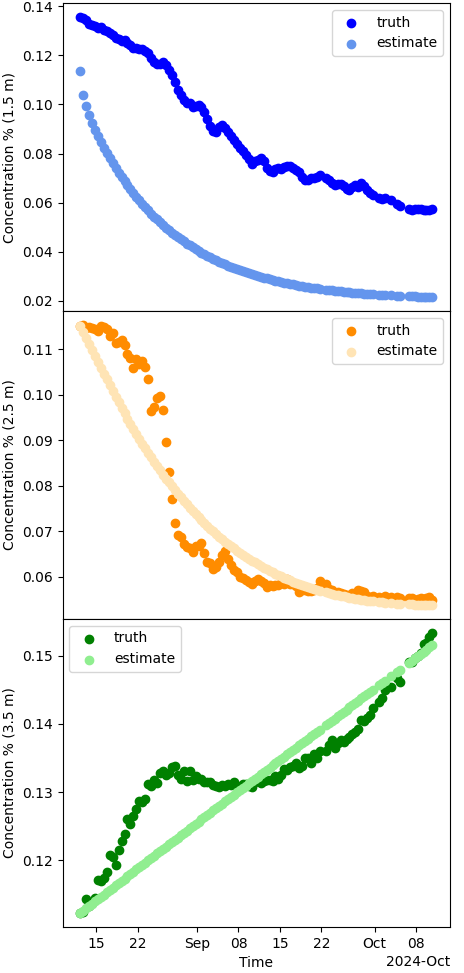 Concentration % (1.5 m)
0.14
0.12
0.10
0.08
0.06
0.04
0.02
truth
estimate
Concentration % (2.5 m)
0.11
0.10
0.09
0.08
0.07
0.06
truth
estimate
Concentration % (3.5 m)
0.15
0.14
0.13
0.12
truth
estimate
15 22 Sep 08 15 22 Oct 08
Time
2024-Oct